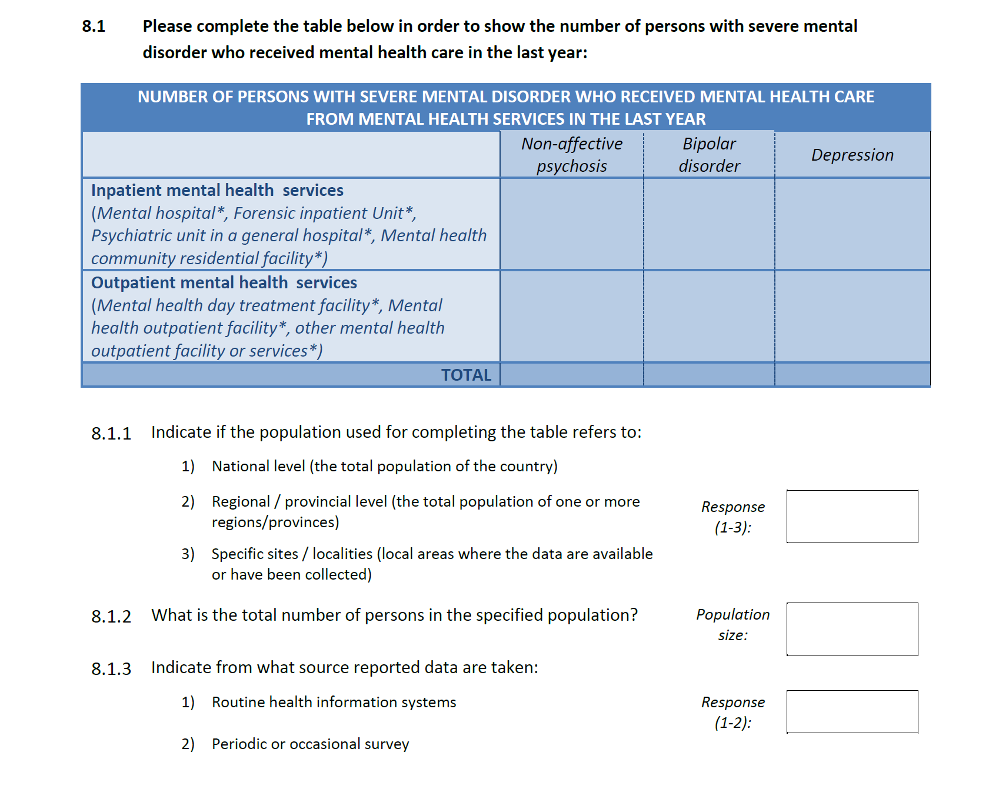 8.1 Please complete the table below in order to show the number of persons with severe mental
disorder who received mental health care in the last year:
NUMBER OF PERSONS WITH SEVERE MENTAL DISORDER WHO RECEIVED MENTAL HEALTH CARE
FROM MENTAL HEALTH SERVICES IN THE LAST YEAR
Non-affective
psychosis
Bipolar
disorder
Depression
Inpatient mental health services
(Mental hospital*, Forensic inpatient Unit*,
Psychiatric unit in a general hospital*, Mental health
community residential facility*)
Outpatient mental health services
(Mental health day treatment facility*, Mental
health outpatient facility*, other mental health
outpatient facility or services*)
TOTAL
8.1.1 Indicate if the population used for completing the table refers to:
1) National level (the total population of the country)
2) Regional / provincial level (the total population of one or more
regions/provinces)
Response
(1-3):
3) Specific sites / localities (local areas where the data are available
or have been collected)
8.1.2 What is the total number of persons in the specified population?
Population
size:
8.1.3 Indicate from what source reported data are taken:
1) Routine health information systems
Response
(1-2):
2) Periodic or occasional survey